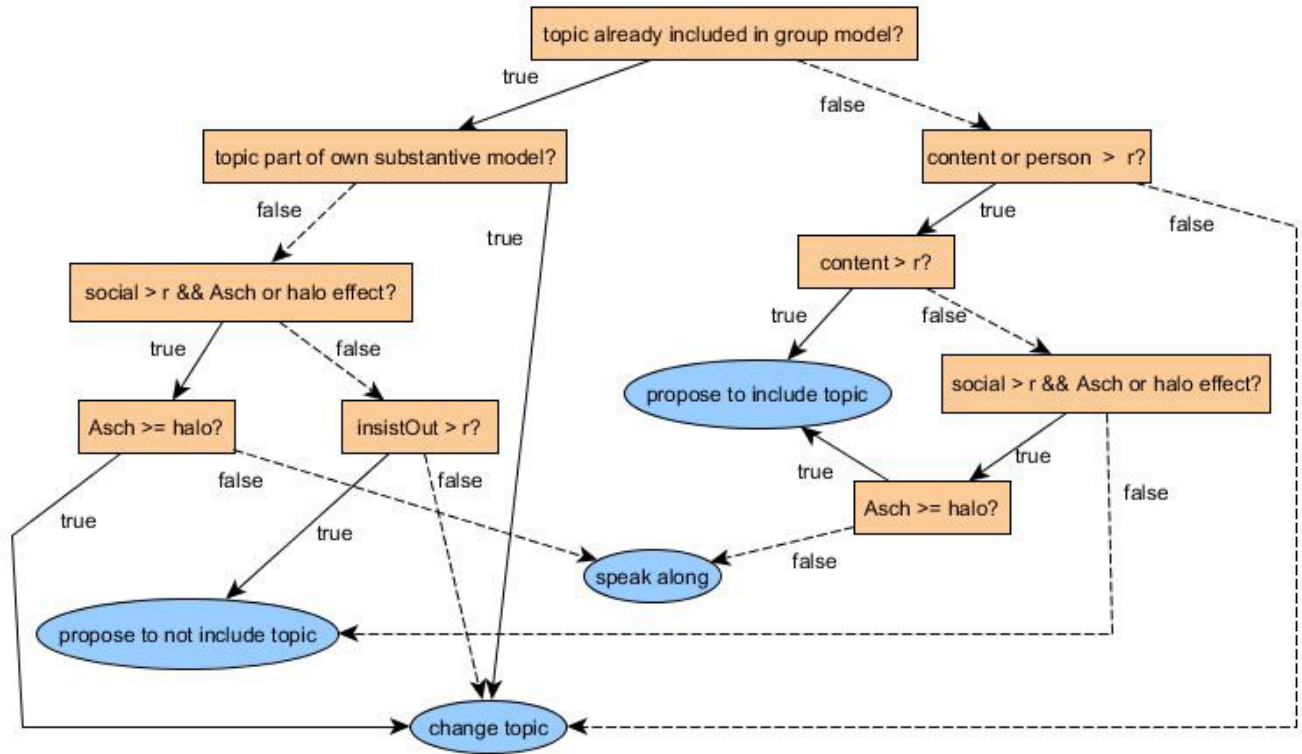 topic already included in group model?
true
false
topic part of own substantive model?
content or person > r?
false
true
true
false
social > r && Asch or halo effect?
content > r?
true
false
true
false
Asch >= halo?
insistOut > r?
propose to include topic
social > r && Asch or halo effect?
false
false
true
true
false
true
true
Asch >= halo?
false
speak along
propose to not include topic
change topic